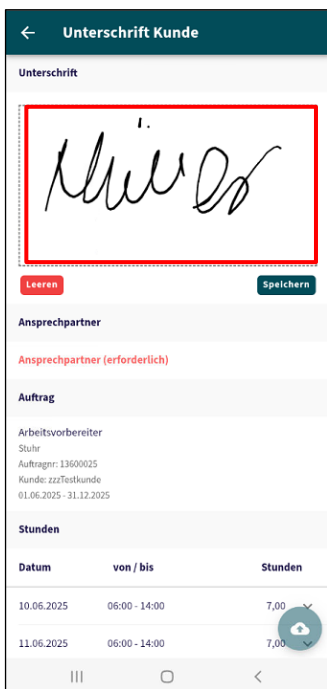 Unterschrift Kunde
Unterschrift
Leeren
Speichern
Ansprechpartner
Ansprechpartner (erforderlich)
Auftrag
Arbeitsvorbereiter
Stuhr
Auftragnr: 13600025
Kunde: zzzTestkunde
01.06.2025 - 31.12.2025
Stunden
Datum von / bis Stunden
10.06.2025 06:00 - 14:00 7,00
11.06.2025 06:00 - 14:00 7,00